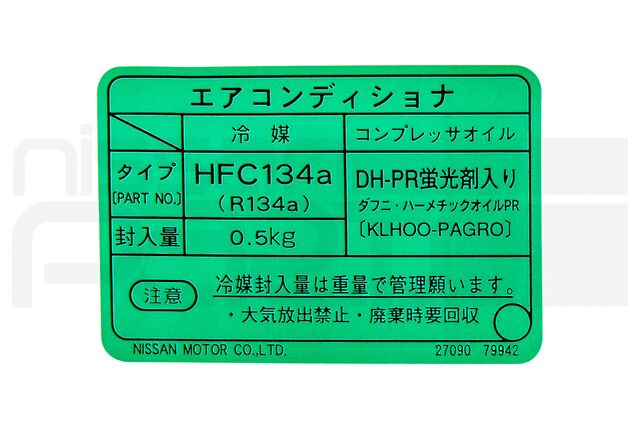 エアコンディショナ
冷媒 コンプレッサオイル
タイプ
(PART NO.)
HFC134a
(R134a)
DH-PR蛍光剤入り
ダフニ・ハーメチックオイルPR
[KLHOO-PAGRO]
封入量 0.5kg
注意
冷媒封入量は重量で管理願います。
・大気放出禁止・廃棄時要回収
NISSAN MOTOR CO.,LTD. 27090 79942